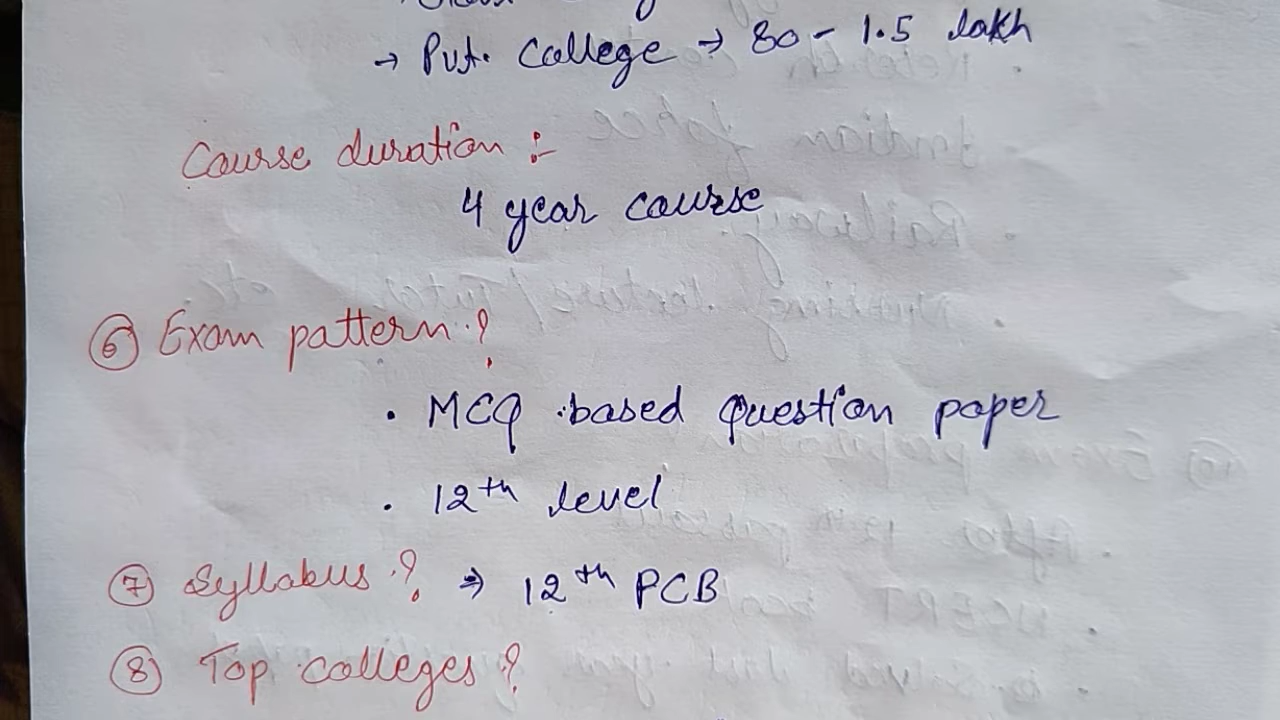 → Put. College → 80 - 1.5 lakh
Course duration :-
4 year course
⑥ Exam pattern ?
• MCQ based question paper
• 12th level
⑦ Syllabus ? → 12th PCB
⑧ Top colleges ?